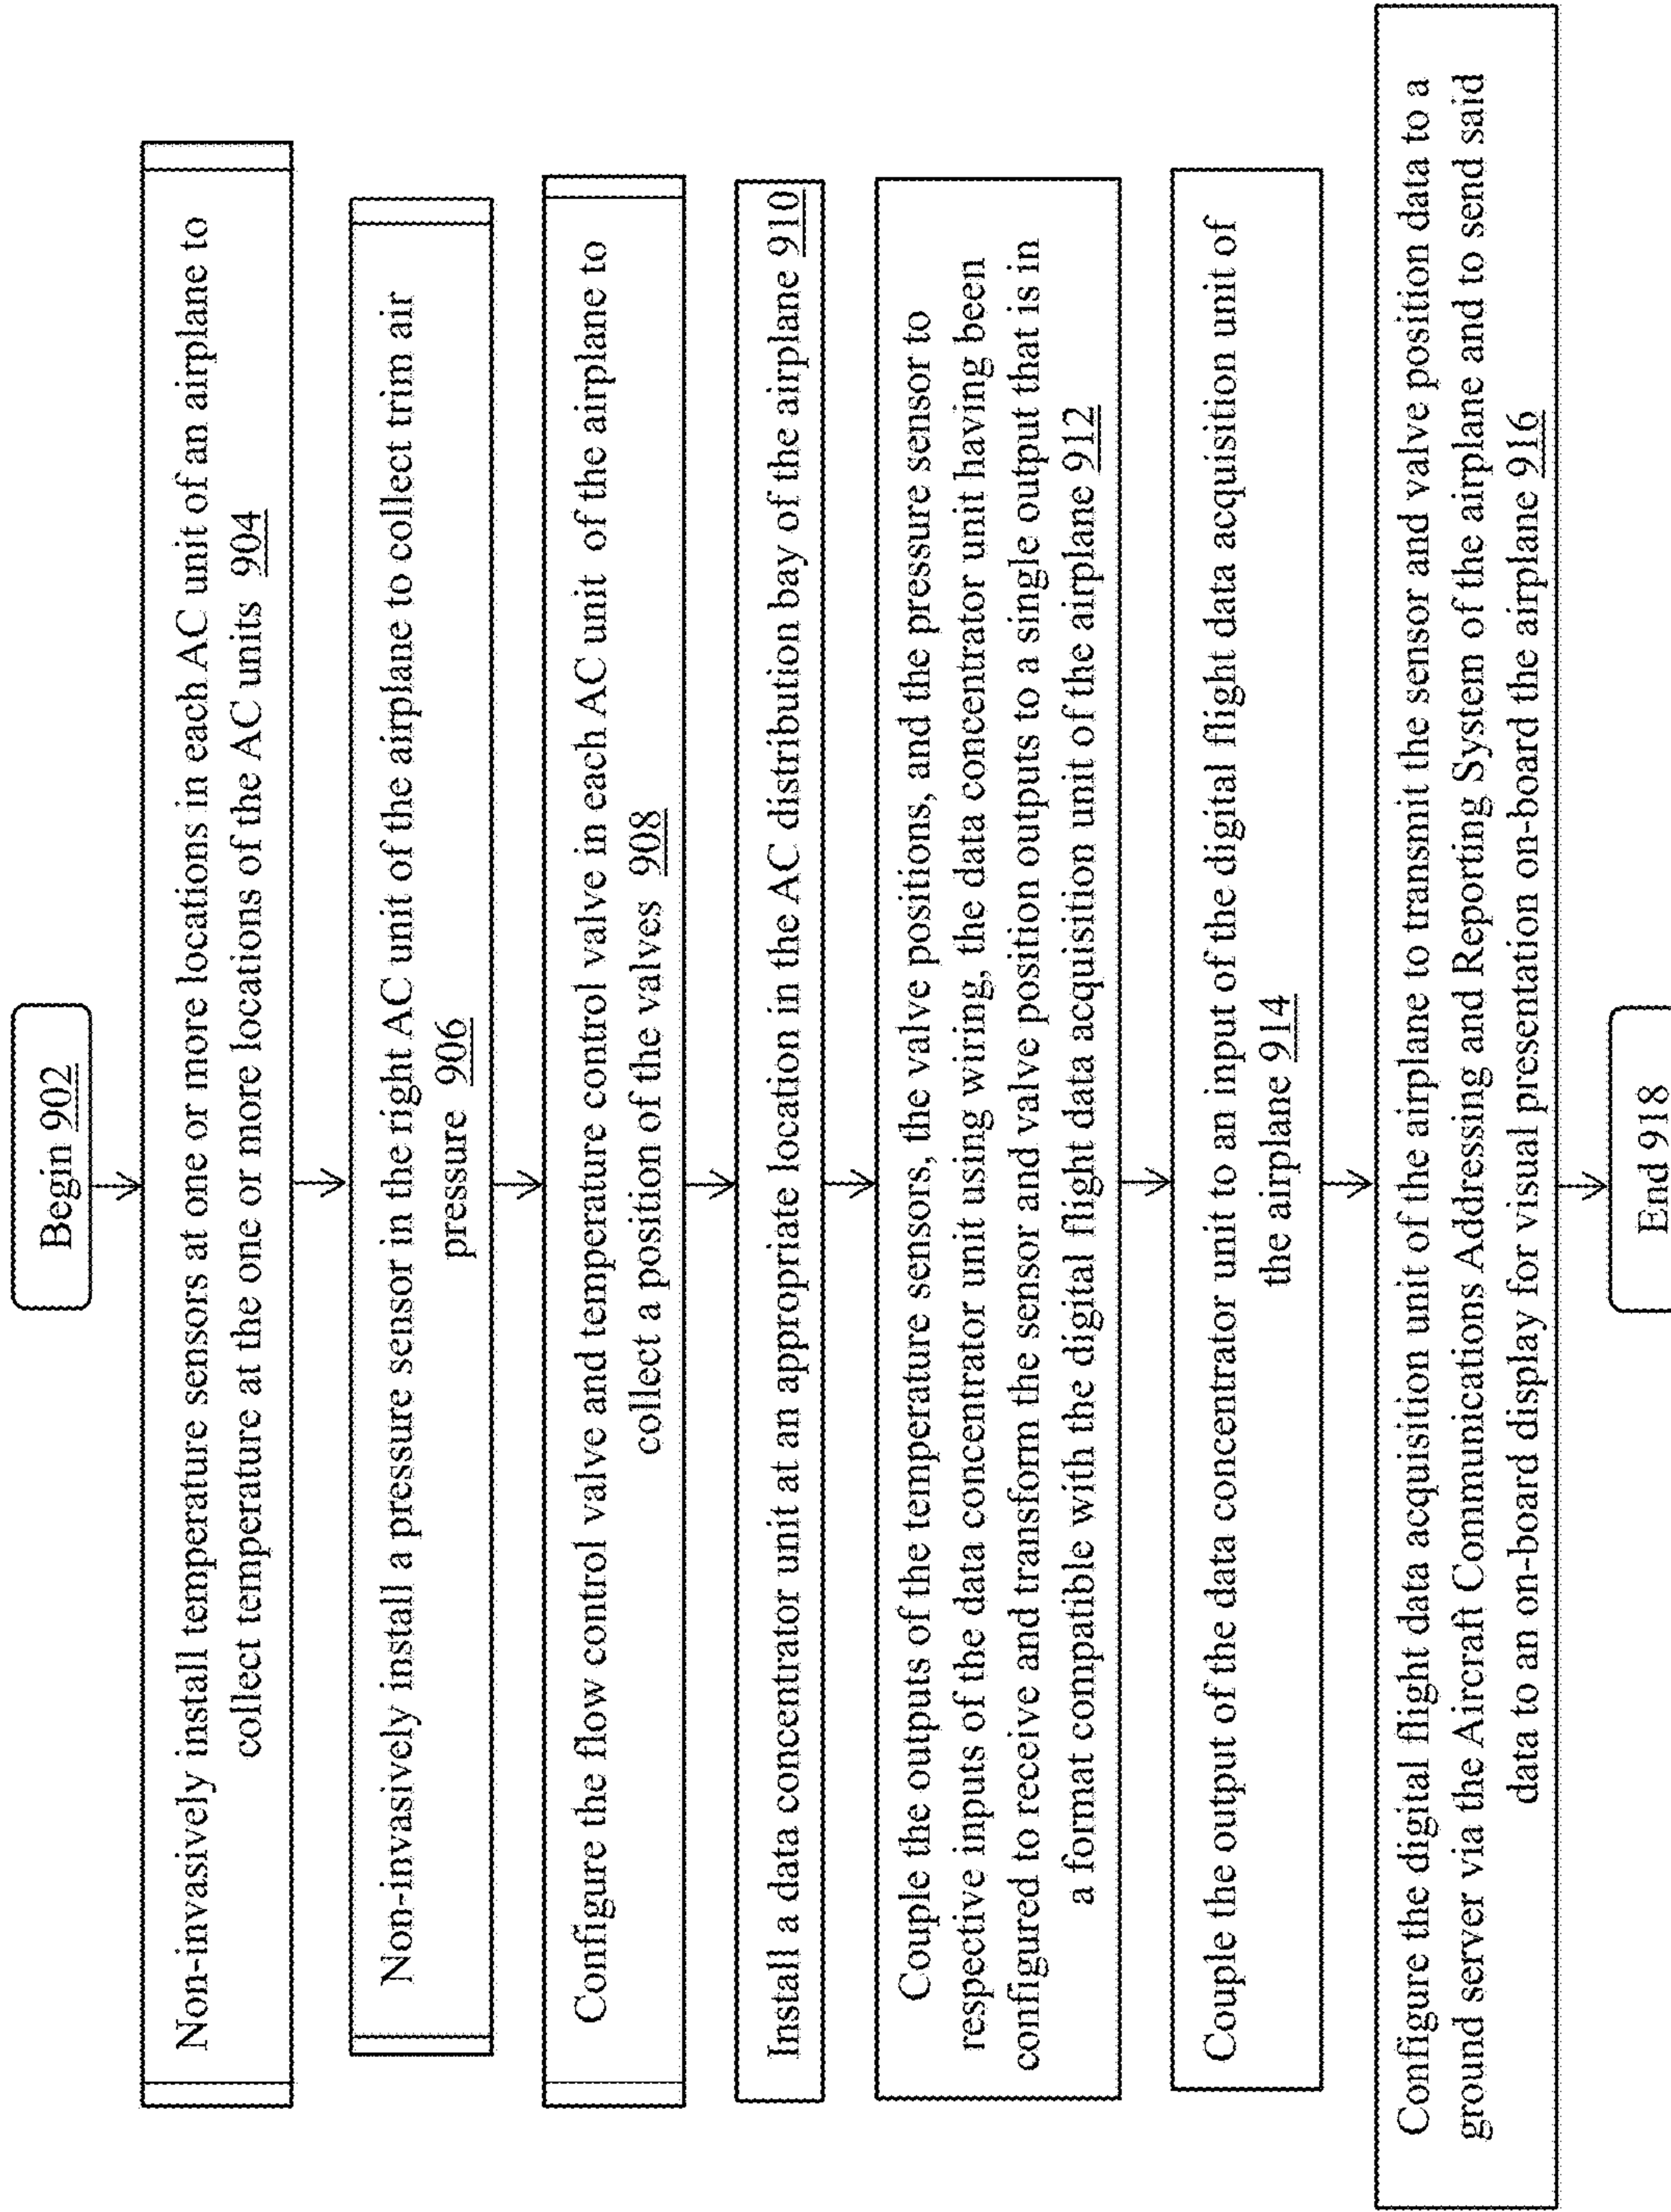 Begin 902
Non-invasively install temperature sensors at one or more locations in each AC unit of an airplane to
collect temperature at the one or more locations of the AC units 904
Non-invasively install a pressure sensor in the right AC unit of the airplane to collect trim air
pressure 906
Configure the flow control valve and temperature control valve in each AC unit of the airplane to
collect a position of the valves 908
Install a data concentrator unit at an appropriate location in the AC distribution bay of the airplane 910
Couple the outputs of the temperature sensors, the valve positions, and the pressure sensor to
respective inputs of the data concentrator unit using wiring, the data concentrator unit having been
configured to receive and transform the sensor and valve position outputs to a single output that is in
a format compatible with the digital flight data acquisition unit of the airplane 912
Couple the output of the data concentrator unit to an input of the digital flight data acquisition unit of
the airplane 914
Configure the digital flight data acquisition unit of the airplane to transmit the sensor and valve position data to a
ground server via the Aircraft Communications Addressing and Reporting System of the airplane and to send said
data to an on-board display for visual presentation on-board the airplane 916
End 918